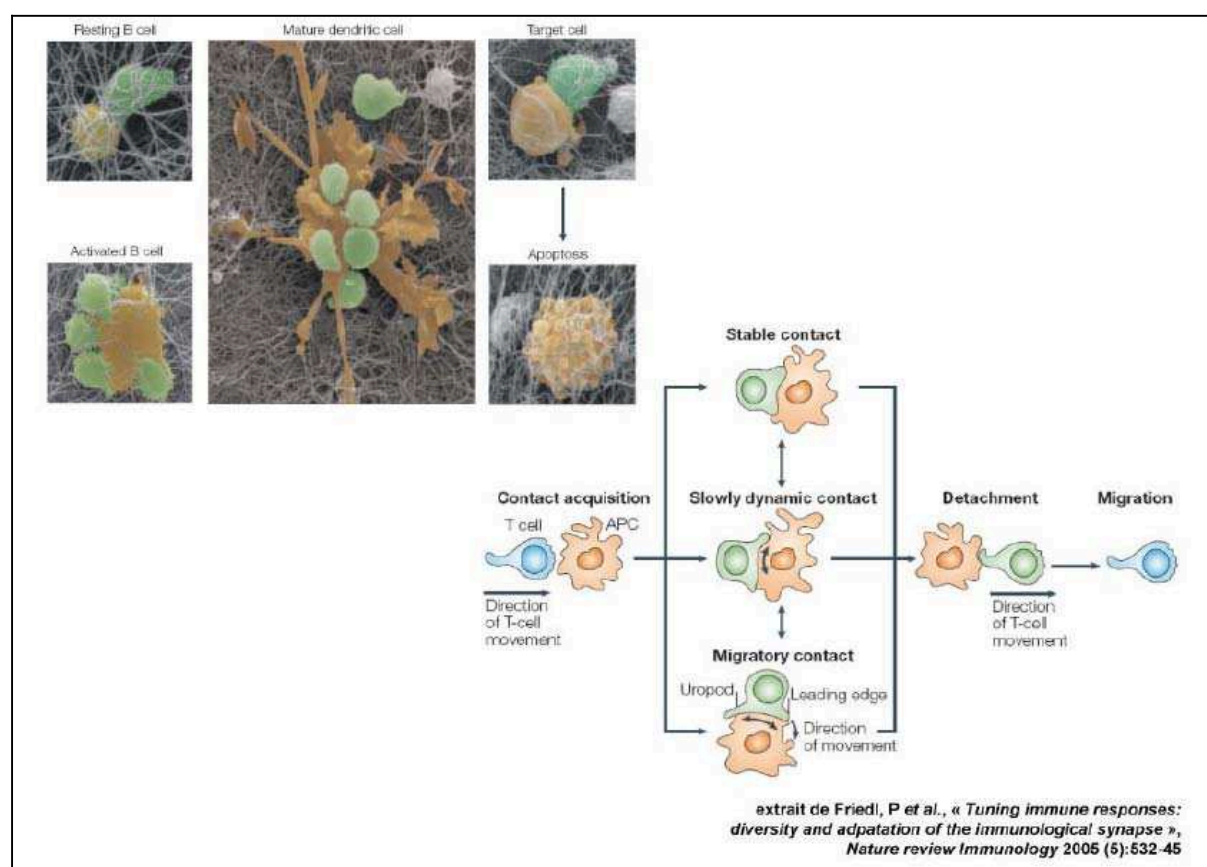 Resting B cell
Mature dendritic cell
Target cell
Activated B cell
Apoptosis
Stable contact
Contact acquisition
Slowly dynamic contact
Detachment
Migration
T cell
APC
Direction
of T-cell
movement
Direction
of T-cell
movement
Migratory contact
Uropod
Leading edge
Direction
of movement
extrait de Friedl, P et al., « Tuning immune responses:
diversity and adpatation of the immunological synapse »,
Nature review Immunology 2005 (5):532-45